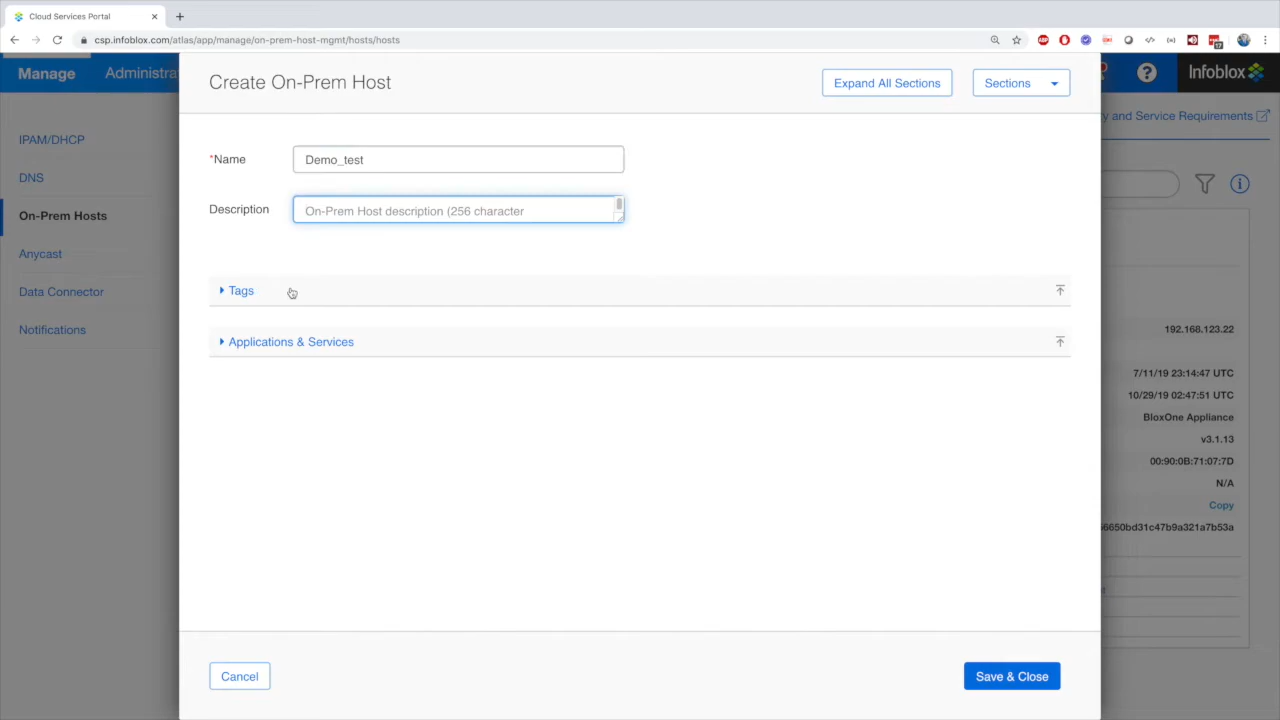 Cloud Services Portal
csp.infoblox.com/atlas/app/manage/on-prem-host-mgmt/hosts/hosts
Manage
Administra
Infoblox
IPAM/DHCP
DNS
On-Prem Hosts
Anycast
Data Connector
Notifications
Create On-Prem Host
Expand All Sections
Sections
*Name
Demo_test
Description
On-Prem Host description (256 character
Tags
Applications & Services
Cancel
Save & Close
y and Service Requirements
192.168.123.22
7/11/19 23:14:47 UTC
10/29/19 02:47:51 UTC
BloxOne Appliance
v3.1.13
00:90:0B:71:07:7D
N/A
Copy
6650bd31c47b9a321a7b53a